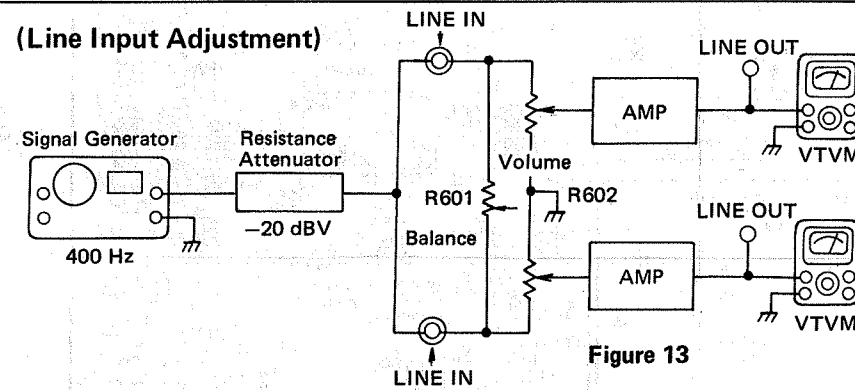 LINE IN
(Line Input Adjustment)
LINE OUT
Signal Generator
Resistance
Attenuator
AMP
VTVM
Volume
R601
R602
−20 dBV
Balance
LINE OUT
400 Hz
AMP
VTVM
Figure 13
LINE IN